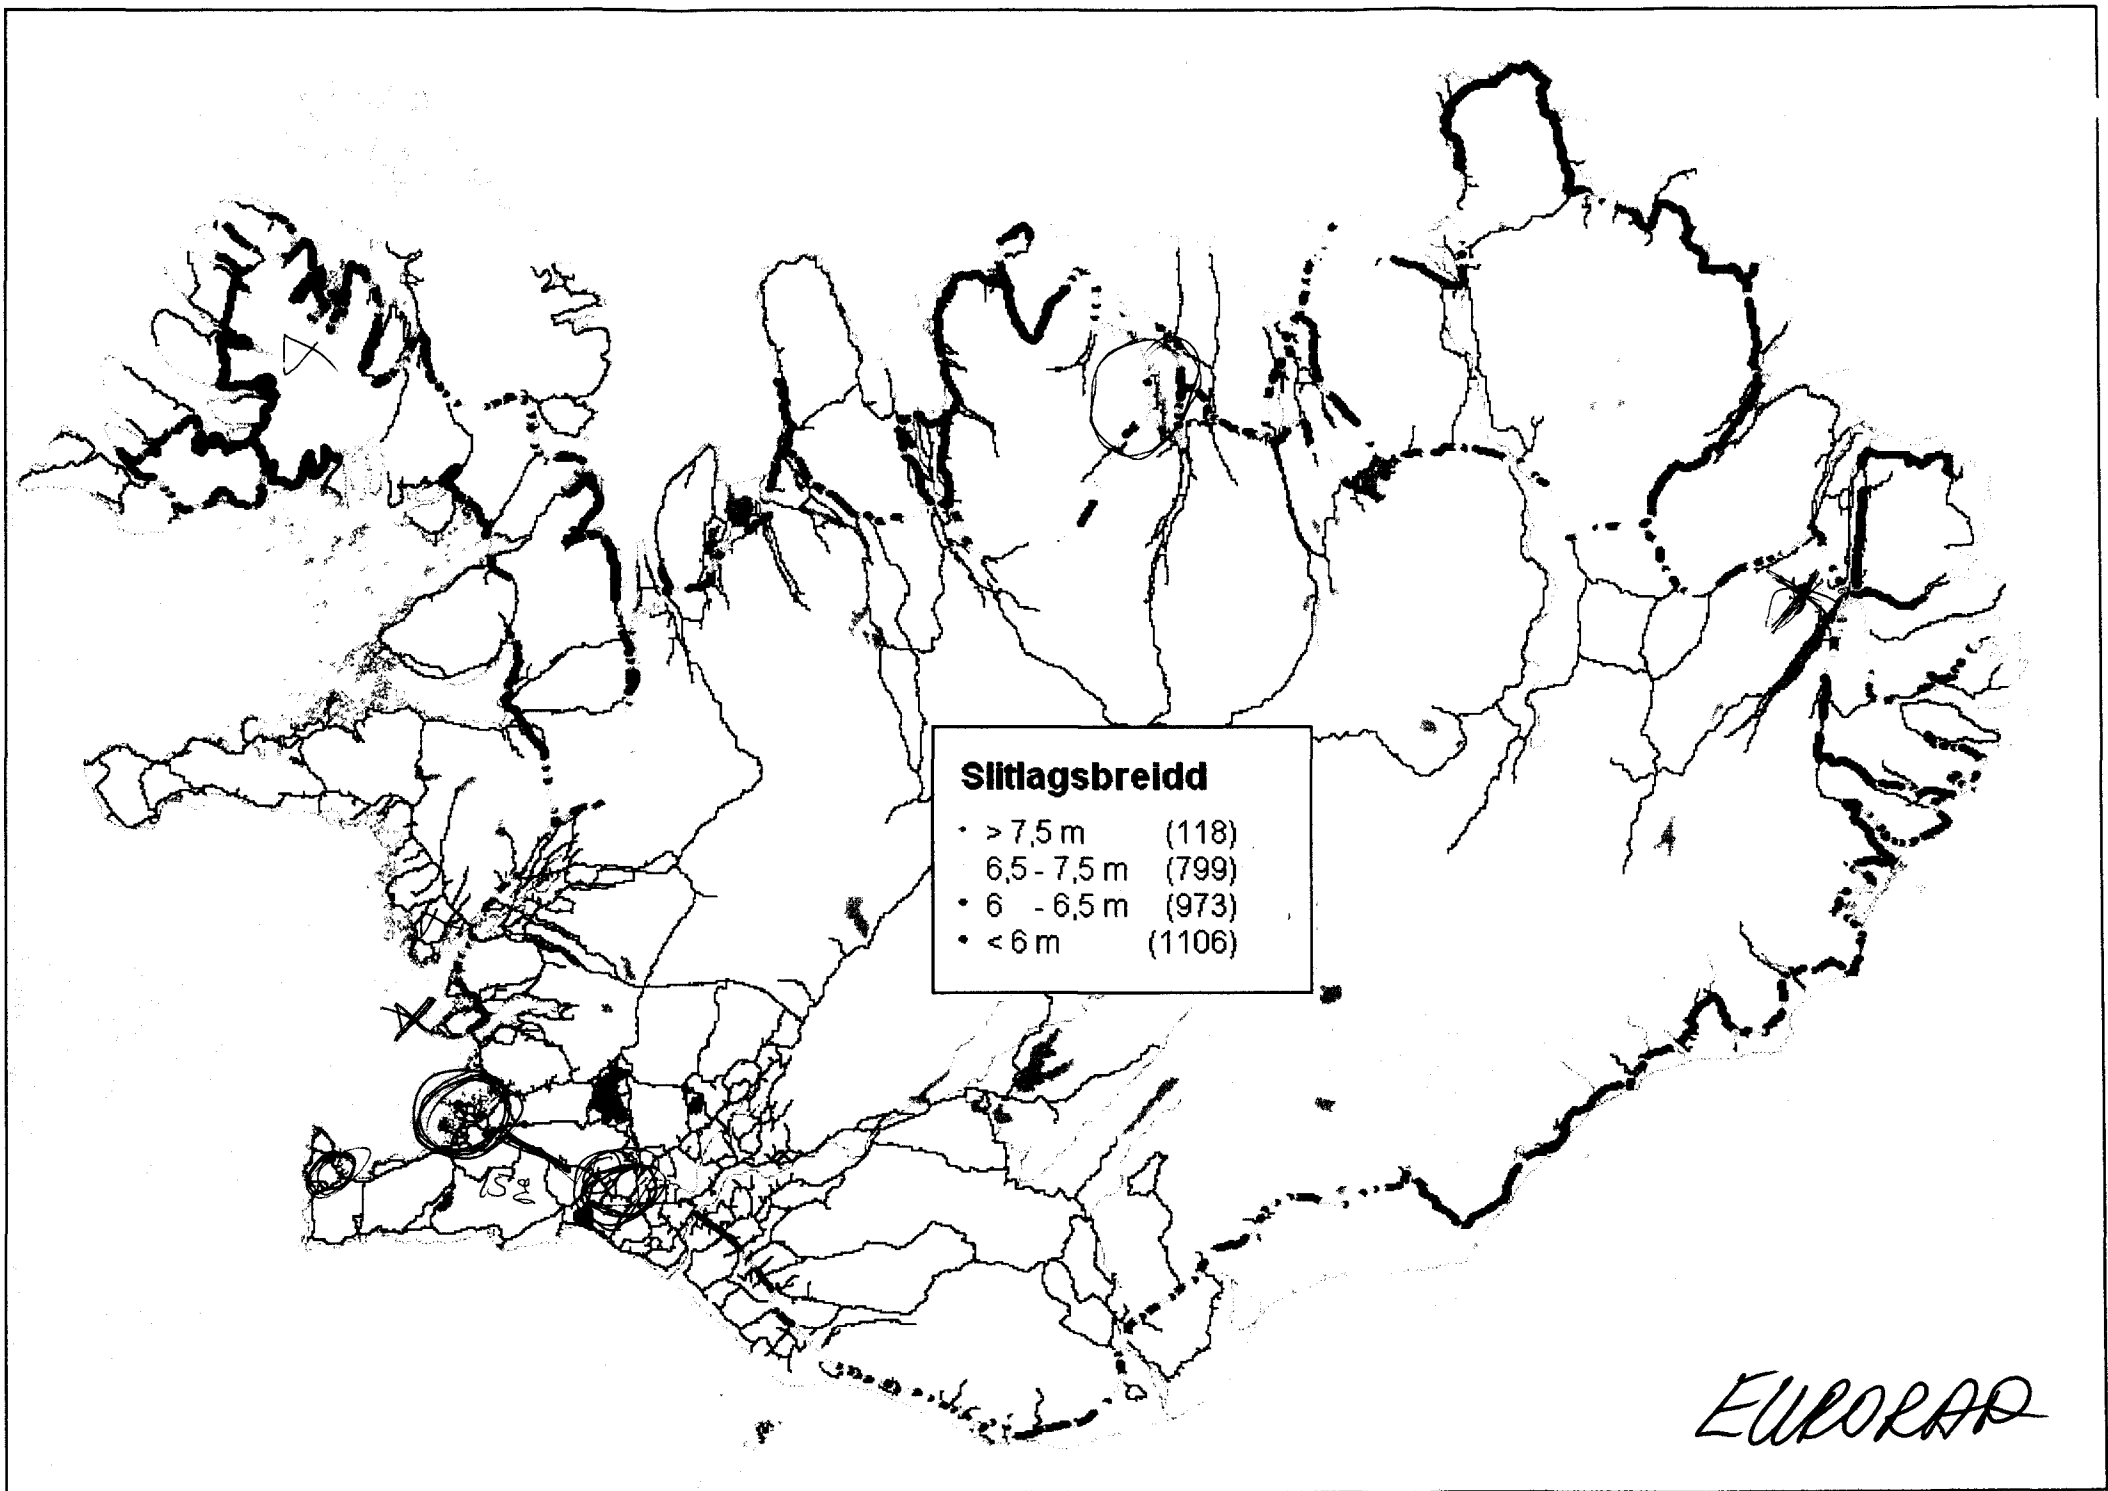 Slitlagsbreidd
> 7,5 m (118)
6,5 - 7,5 m (799)
6 - 6,5 m (973)
< 6 m (1106)
EURORAP